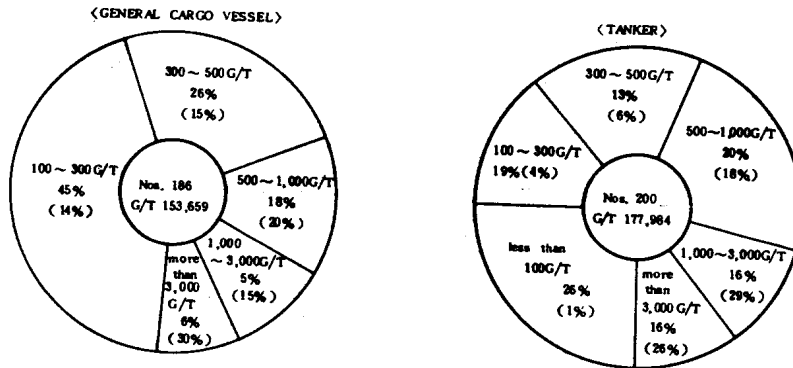 〈GENERAL CARGO VESSEL〉
300～500G/T
26%
(15%)
100～300G/T
45%
(14%)
Nos. 186
G/T 153,659
500～1,000G/T
18%
(20%)
1,000
～3,000G/T
5%
(15%)
more
than
3,000
G/T
6%
(30%)
〈TANKER〉
300～500G/T
13%
(6%)
500～1,000G/T
20%
(18%)
100～300G/T
19%(4%)
Nos. 200
G/T 177,984
less than
100G/T
26%
(1%)
1,000～3,000G/T
16%
(29%)
more
than
3,000G/T
16%
(26%)